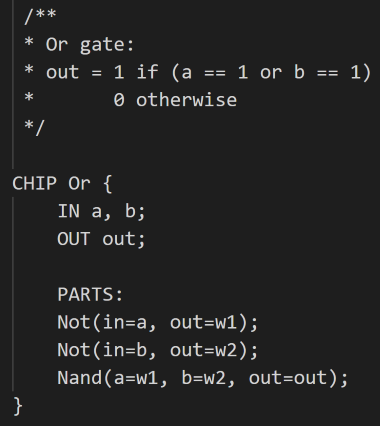 /**
* Or gate:
* out = 1 if (a == 1 or b == 1)
*       0 otherwise
*/
CHIP Or {
    IN a, b;
    OUT out;
    PARTS:
    Not(in=a, out=w1);
    Not(in=b, out=w2);
    Nand(a=w1, b=w2, out=out);
}